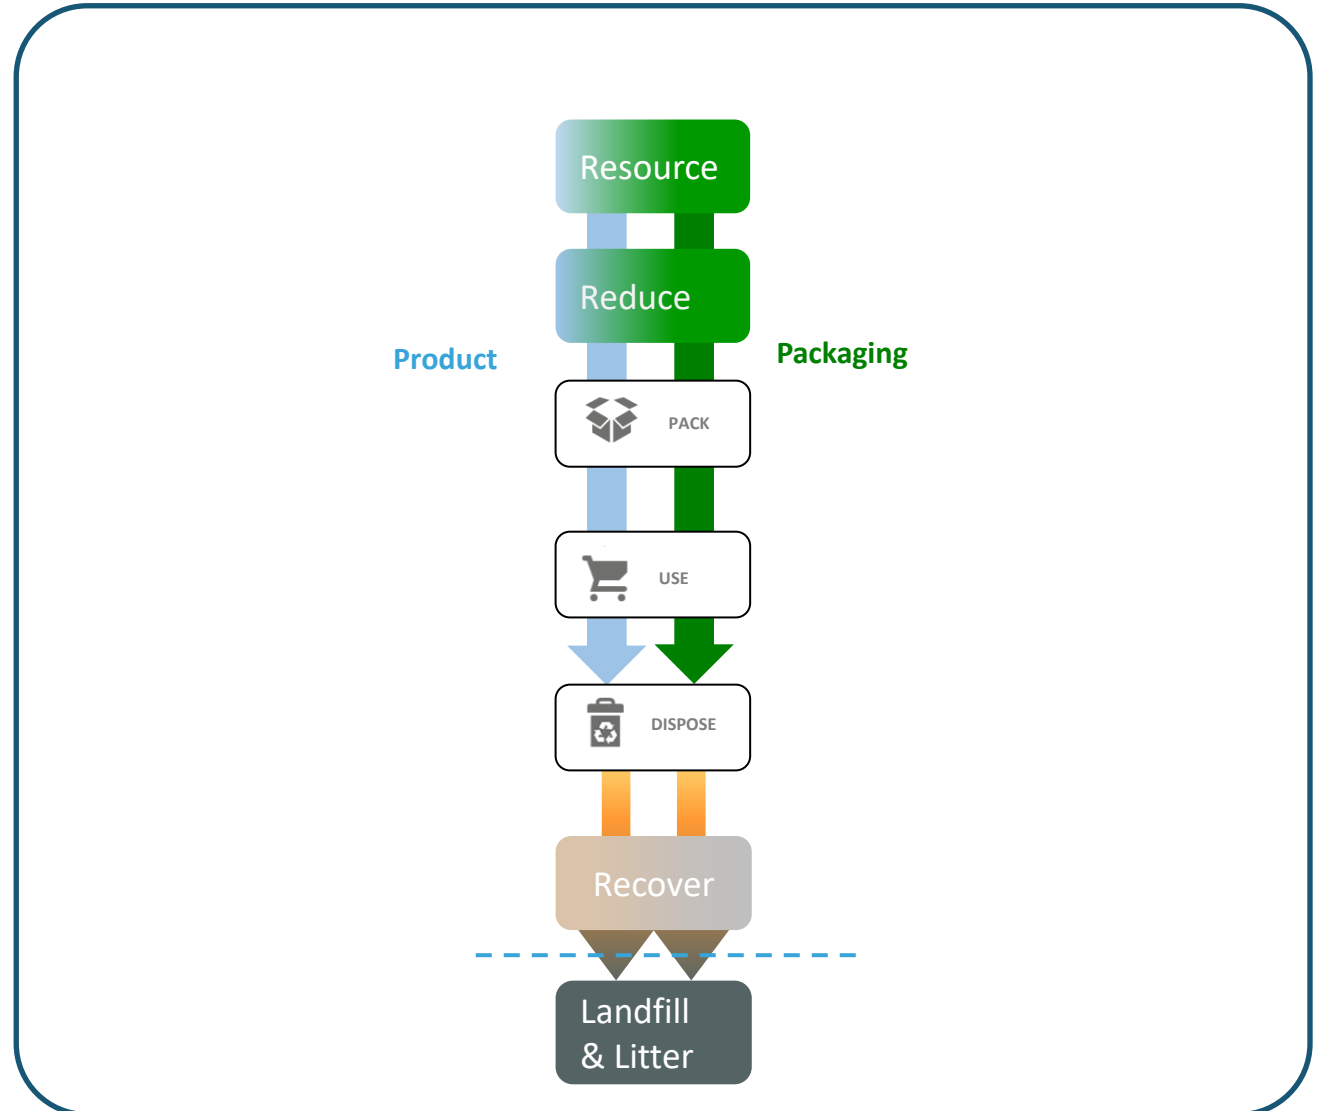 Resource
Reduce
Product
Packaging
PACK
USE
DISPOSE
Recover
Landfill
& Litter